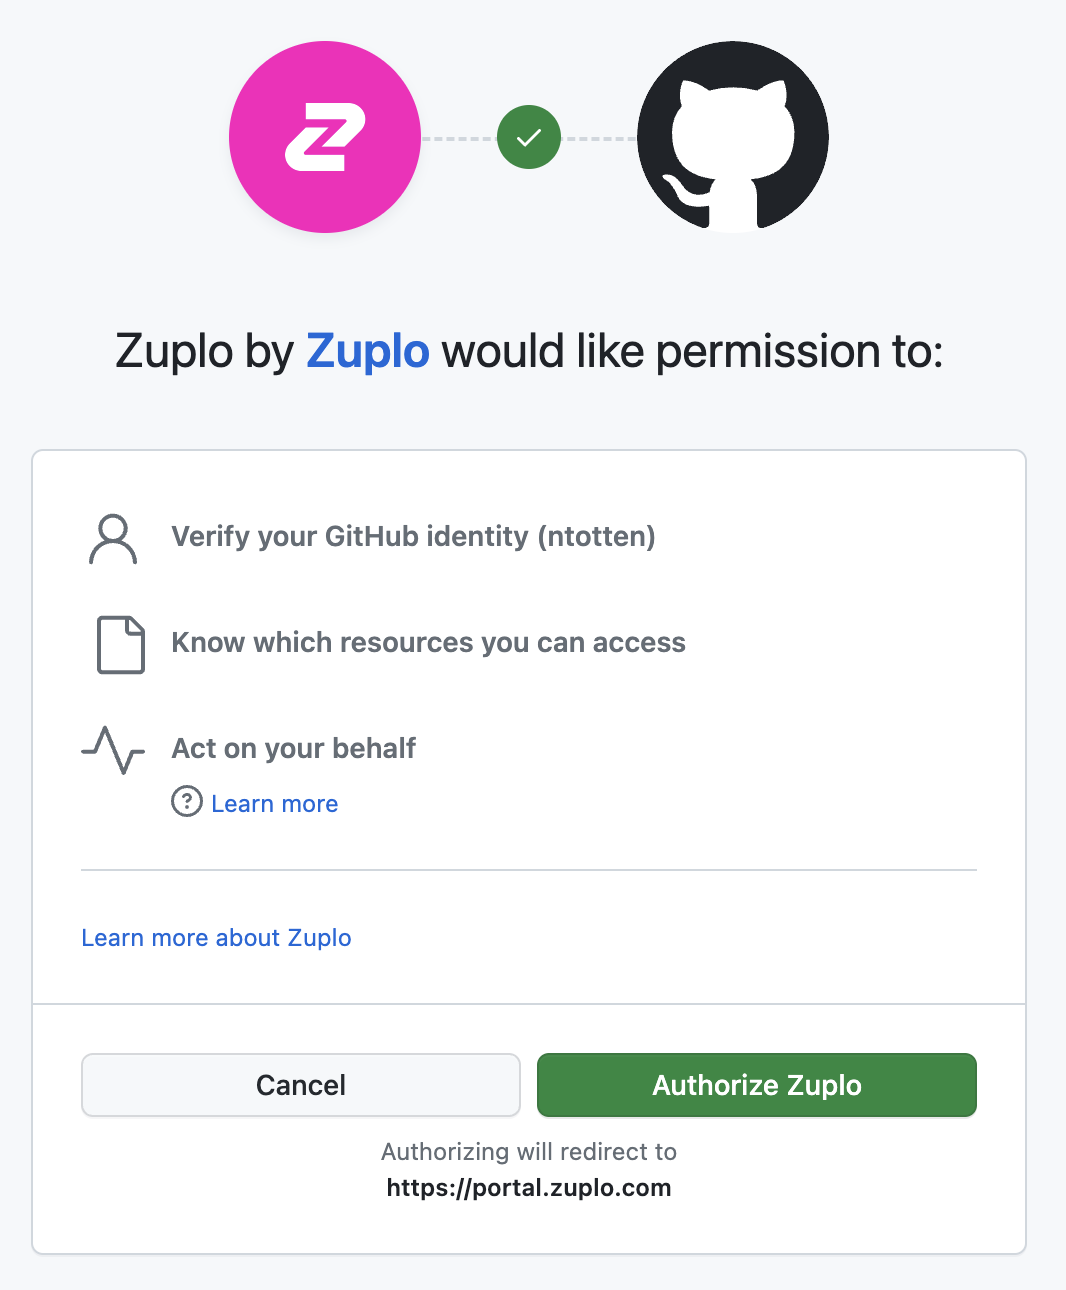 Zuplo by Zuplo would like permission to:
Verify your GitHub identity (ntotten)
Know which resources you can access
Act on your behalf
? Learn more
Learn more about Zuplo
Cancel
Authorize Zuplo
Authorizing will redirect to
https://portal.zuplo.com